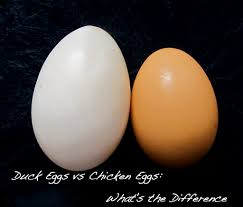 Duck Eggs vs Chicken Eggs:
What's the Difference